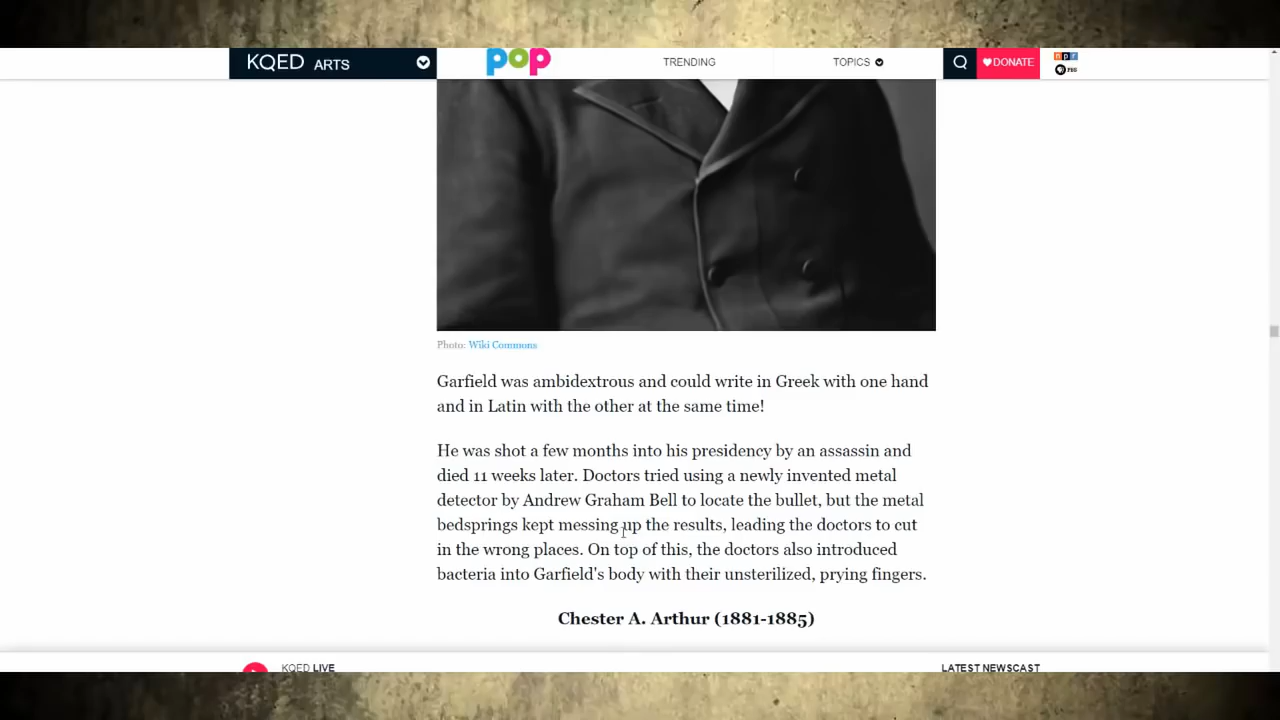 KQED ARTS
pop
TRENDING
TOPICS
DONATE
npr
PBS
Photo: Wiki Commons
Garfield was ambidextrous and could write in Greek with one hand
and in Latin with the other at the same time!
He was shot a few months into his presidency by an assassin and
died 11 weeks later. Doctors tried using a newly invented metal
detector by Andrew Graham Bell to locate the bullet, but the metal
bedsprings kept messing up the results, leading the doctors to cut
in the wrong places. On top of this, the doctors also introduced
bacteria into Garfield's body with their unsterilized, prying fingers.
Chester A. Arthur (1881-1885)
KQED LIVE
LATEST NEWSCAST